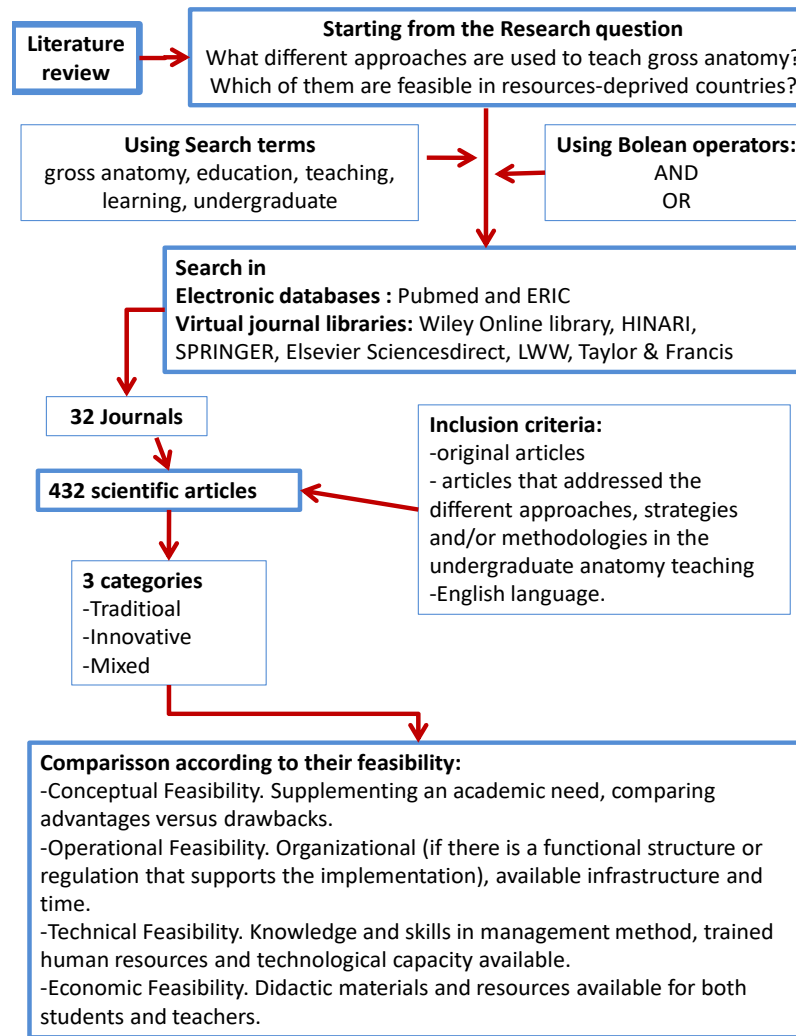 Literature
review
Starting from the Research question
What different approaches are used to teach gross anatomy?
Which of them are feasible in resources-deprived countries?
Using Search terms
gross anatomy, education, teaching,
learning, undergraduate
Using Bolean operators:
AND
OR
Search in
Electronic databases : Pubmed and ERIC
Virtual journal libraries: Wiley Online library, HINARI,
SPRINGER, Elsevier Sciencesdirect, LWW, Taylor & Francis
32 Journals
432 scientific articles
Inclusion criteria:
-original articles
- articles that addressed the
different approaches, strategies
and/or methodologies in the
undergraduate anatomy teaching
-English language.
3 categories
-Traditioal
-Innovative
-Mixed
Comparisson according to their feasibility:
-Conceptual Feasibility. Supplementing an academic need, comparing
advantages versus drawbacks.
-Operational Feasibility. Organizational (if there is a functional structure or
regulation that supports the implementation), available infrastructure and
time.
-Technical Feasibility. Knowledge and skills in management method, trained
human resources and technological capacity available.
-Economic Feasibility. Didactic materials and resources available for both
students and teachers.